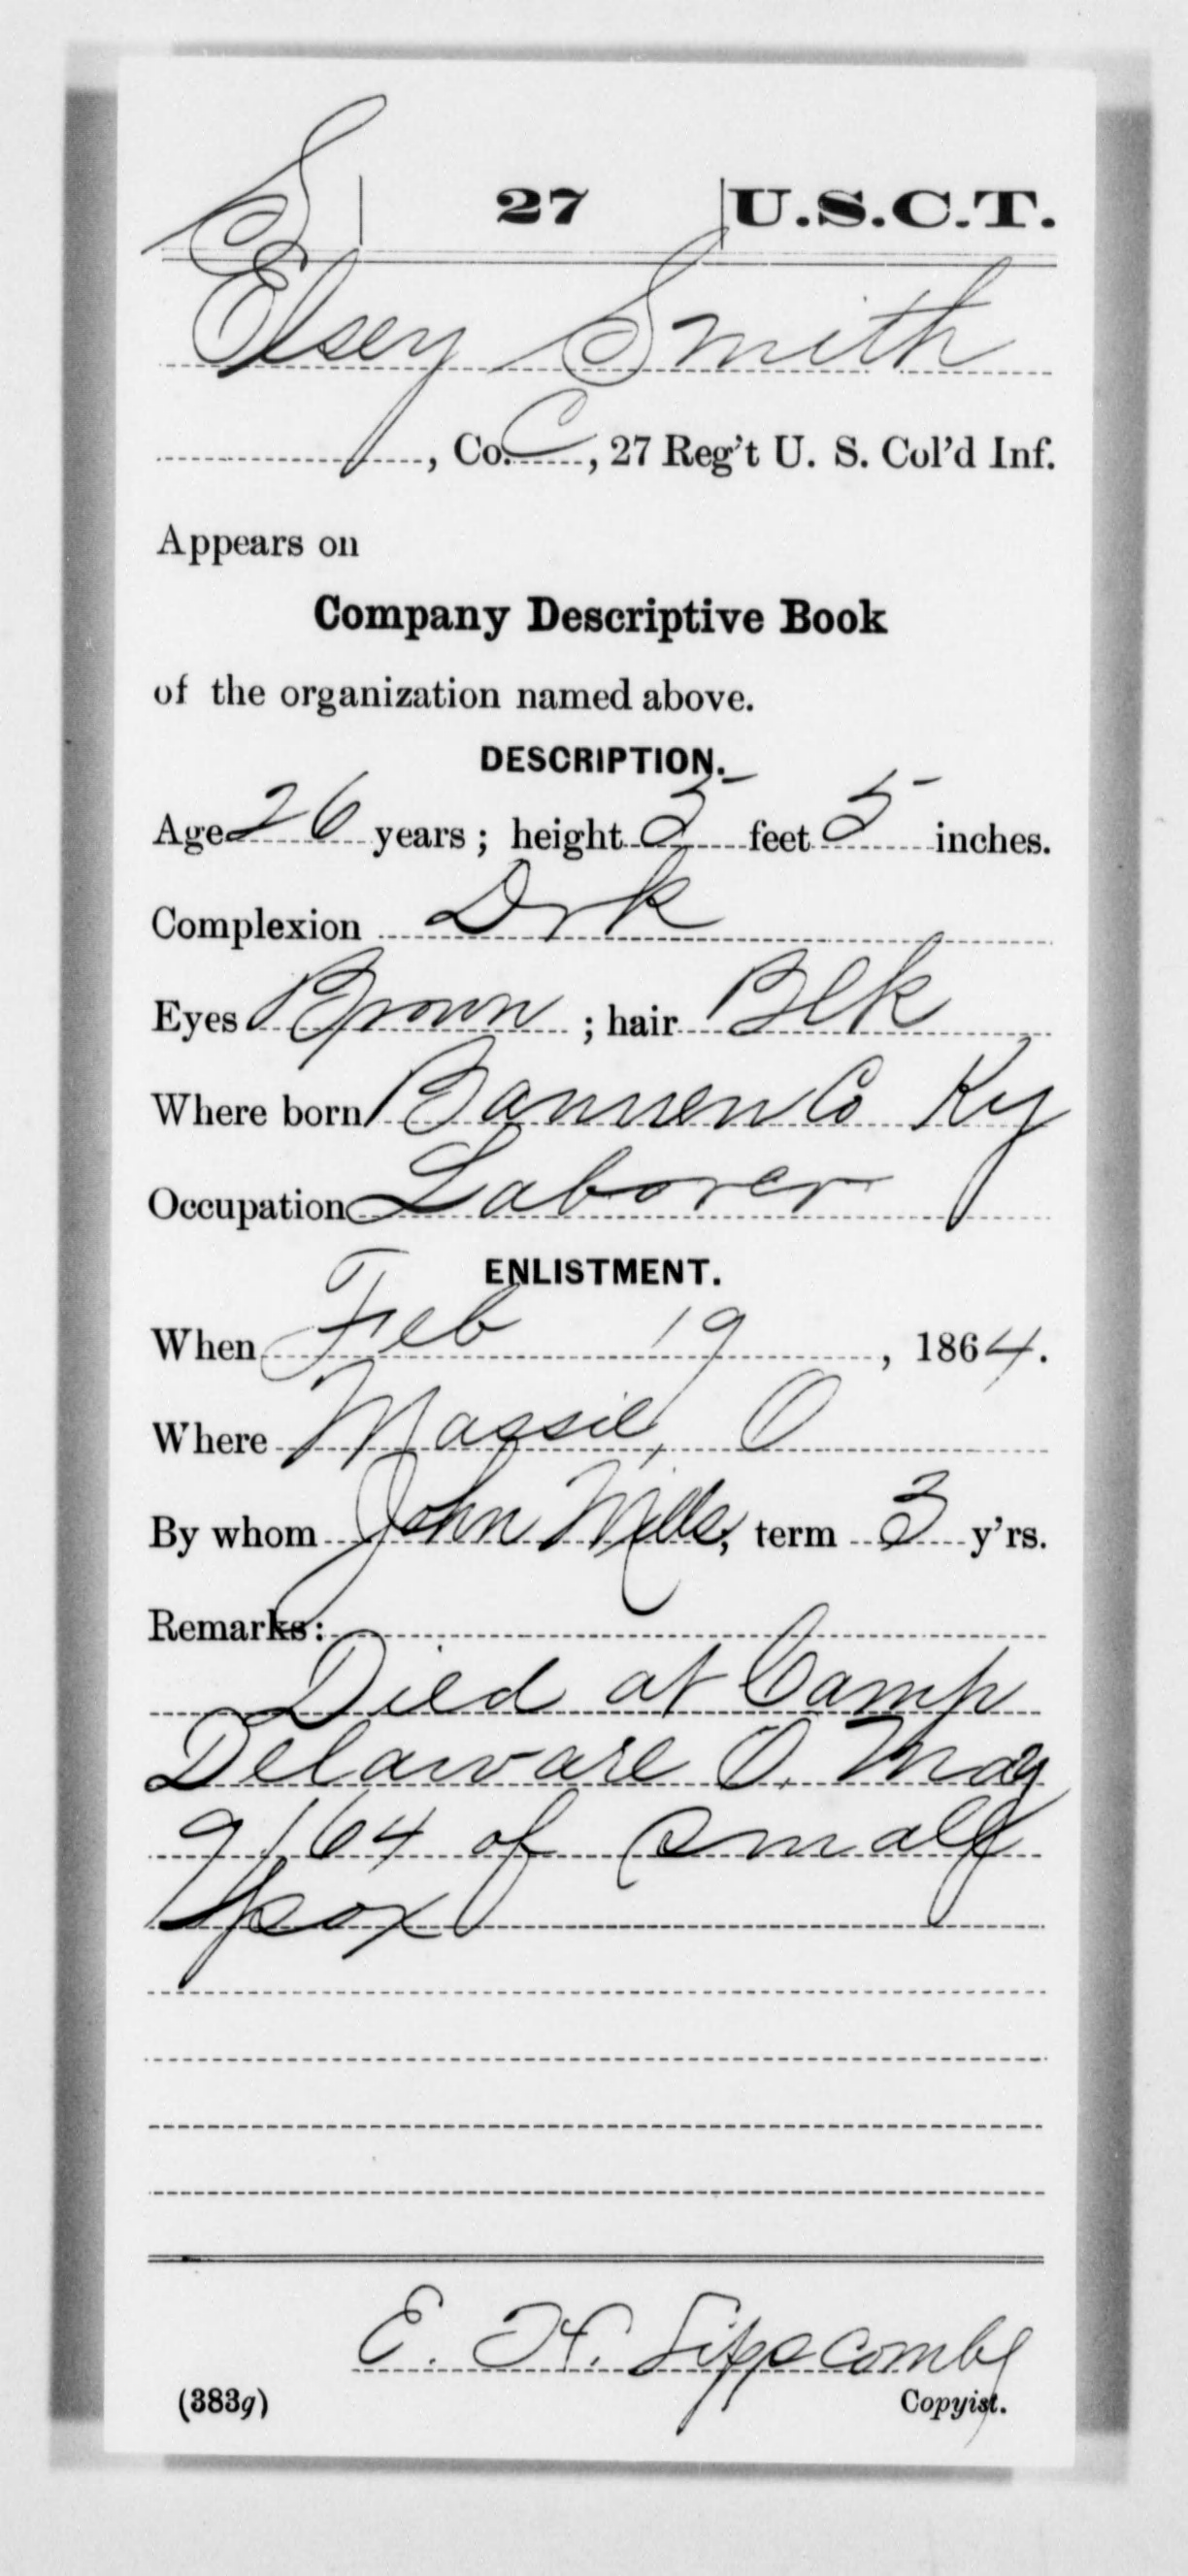 S | 27 | U.S.C.T.
Elsey Smith
, Co. C, 27 Reg't U. S. Col'd Inf.
Appears on
Company Descriptive Book
of the organization named above.
DESCRIPTION.
Age 26 years; height 5 feet 5 inches.
Complexion Drk
Eyes Brown; hair Blk
Where born Co Ky
Occupation Laborer
ENLISTMENT.
When Feb 19, 1864.
Where Massie, O
By whom John Mills, term 3 y'rs.
Remarks:
Died at Camp
Delaware O. May
9/64 of Small
pox
E. H. Lippscomb
(383g) Copyist.